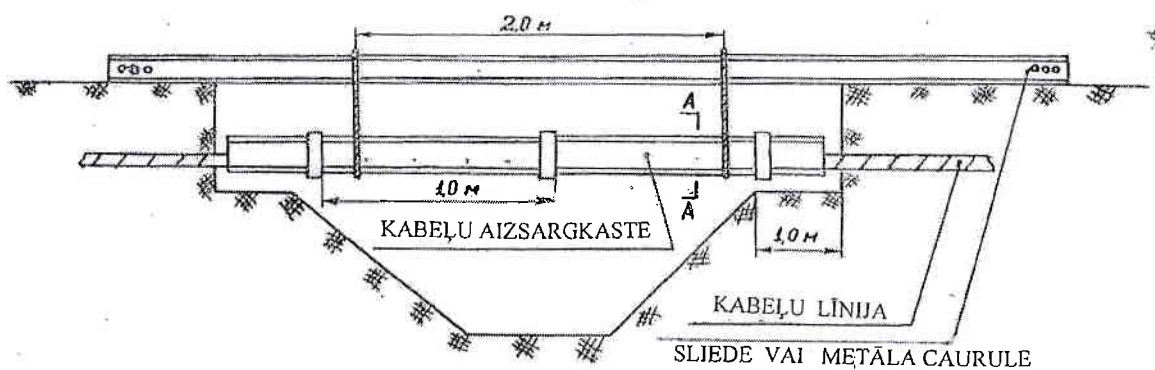 2,0 м
A
1,0 м
A
KABEĻU AIZSARGKASTE
1,0 м
KABEĻU LĪNIJA
SLIEDE VAI METĀLA CAURULE